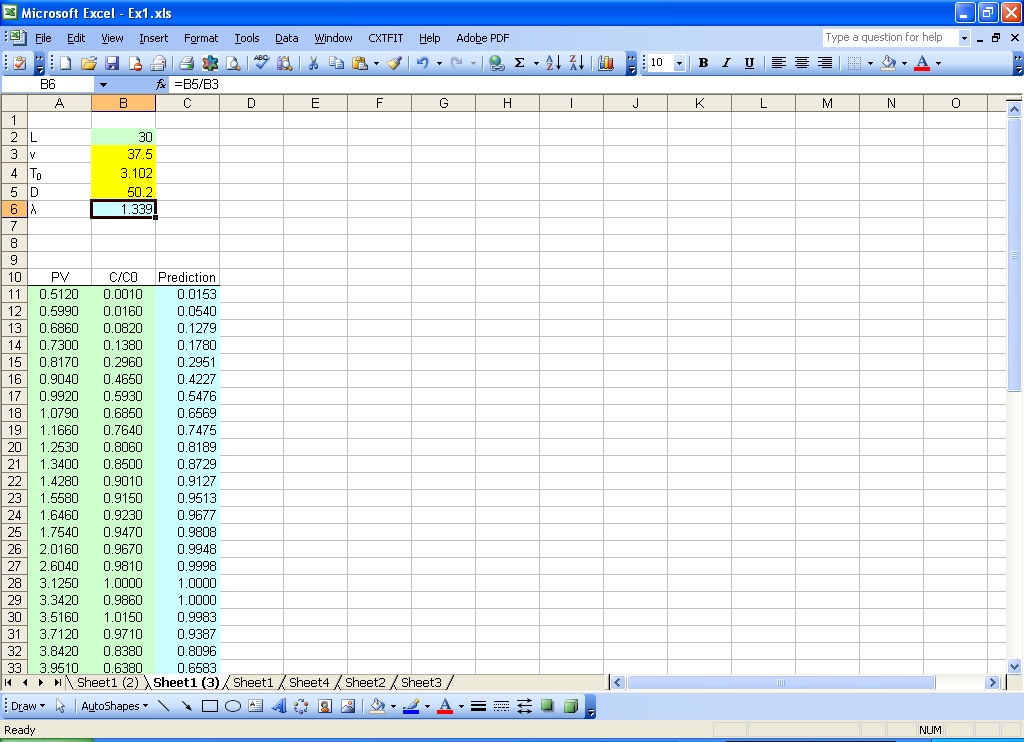 Microsoft Excel - Ex1.xls
File Edit View Insert Format Tools Data Window CXTFIT Help Adobe PDF Type a question for help
ABC Σ A Z Z A 10 B I U A
B6 fx =B5/B3
A B C D E F G H I J K L M N O
1
2 L 30
3 v 37.5
4 T0 3.102
5 D 50.2
6 λ 1.339
7
8
9
10 PV C/C0 Prediction
11 0.5120 0.0010 0.0153
12 0.5990 0.0160 0.0540
13 0.6860 0.0820 0.1279
14 0.7300 0.1380 0.1780
15 0.8170 0.2960 0.2951
16 0.9040 0.4650 0.4227
17 0.9920 0.5930 0.5476
18 1.0790 0.6850 0.6569
19 1.1660 0.7640 0.7475
20 1.2530 0.8060 0.8189
21 1.3400 0.8500 0.8729
22 1.4280 0.9010 0.9127
23 1.5580 0.9150 0.9513
24 1.6460 0.9230 0.9677
25 1.7540 0.9470 0.9808
26 2.0160 0.9670 0.9948
27 2.6040 0.9810 0.9998
28 3.1250 1.0000 1.0000
29 3.3420 0.9860 1.0000
30 3.5160 1.0150 0.9983
31 3.7120 0.9710 0.9387
32 3.8420 0.8380 0.8096
33 3.9510 0.6380 0.6583
Sheet1 (2) Sheet1 (3) Sheet1 Sheet4 Sheet2 Sheet3
Draw AutoShapes A A
Ready NUM